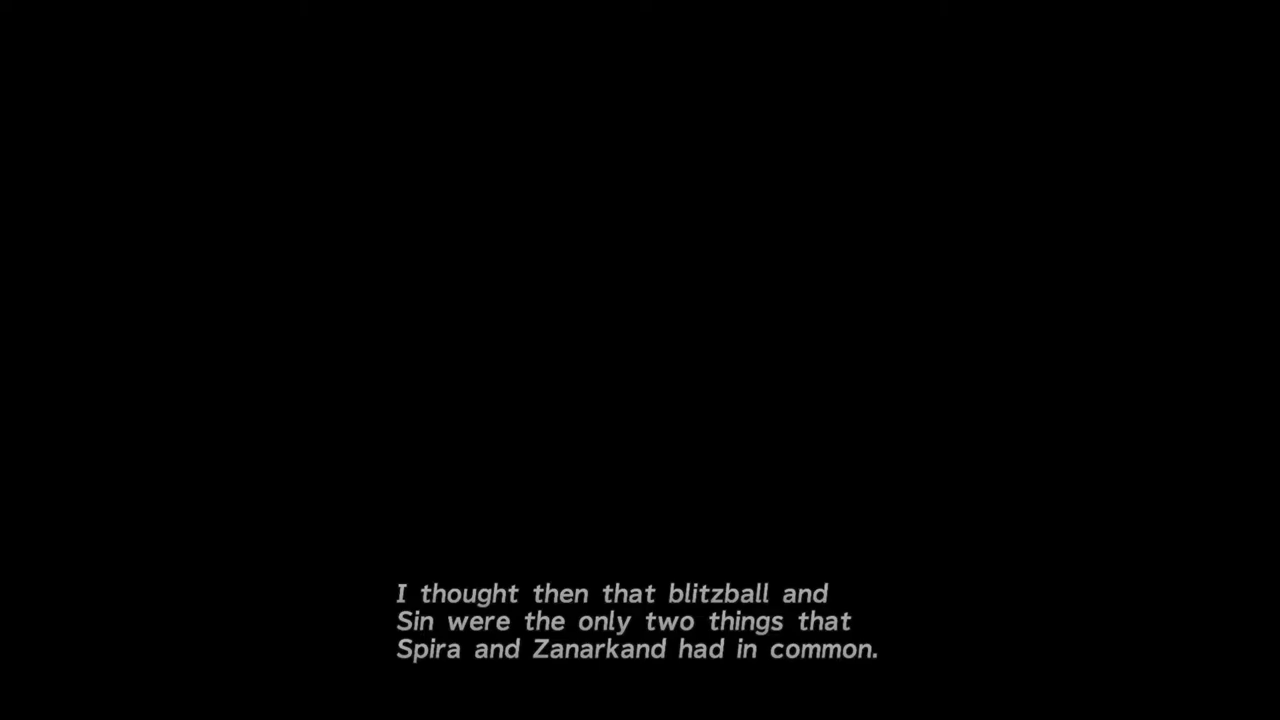 I thought then that blitzball and
Sin were the only two things that
Spira and Zanarkand had in common.